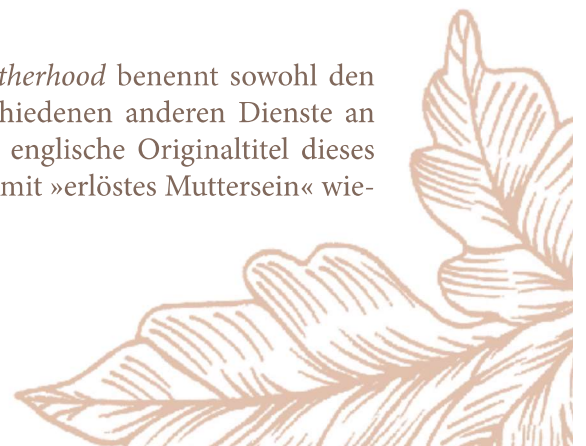 therhood benennt sowohl den
hiedenen anderen Dienste an
englische Originaltitel dieses
mit »erlöstes Muttersein« wie-